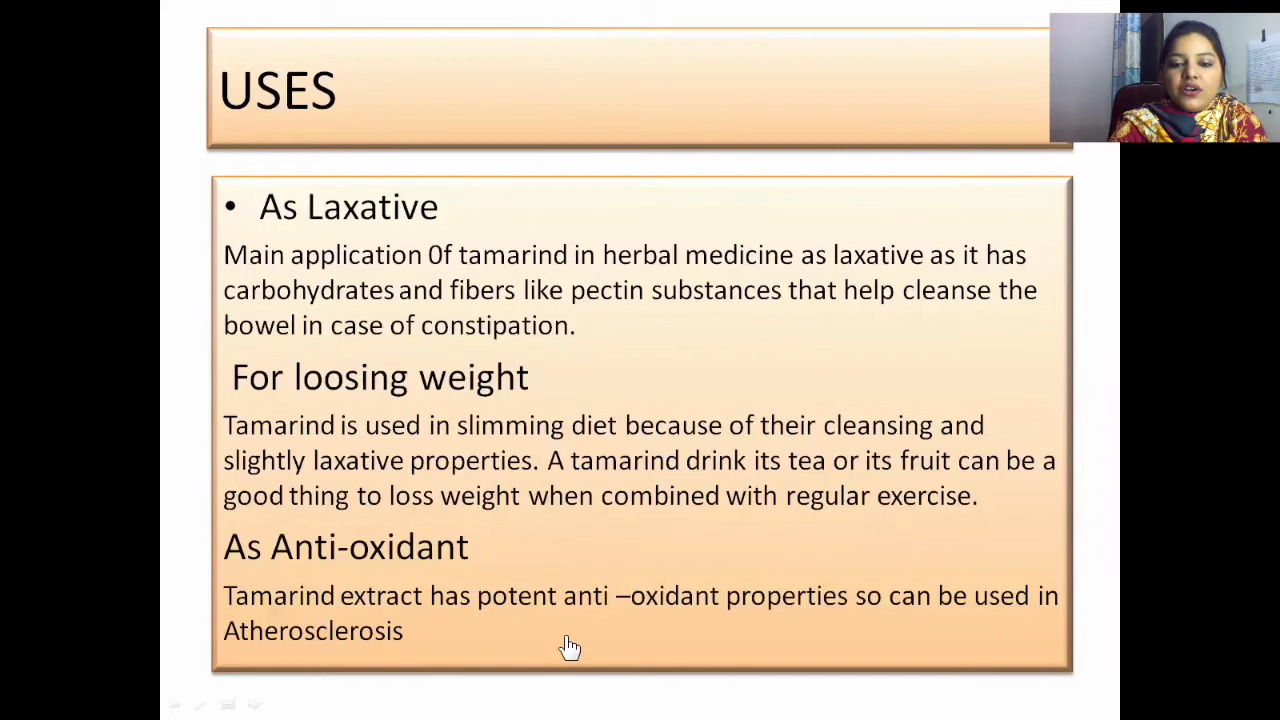 USES
• As Laxative
Main application 0f tamarind in herbal medicine as laxative as it has
carbohydrates and fibers like pectin substances that help cleanse the
bowel in case of constipation.
For loosing weight
Tamarind is used in slimming diet because of their cleansing and
slightly laxative properties. A tamarind drink its tea or its fruit can be a
good thing to loss weight when combined with regular exercise.
As Anti-oxidant
Tamarind extract has potent anti –oxidant properties so can be used in
Atherosclerosis